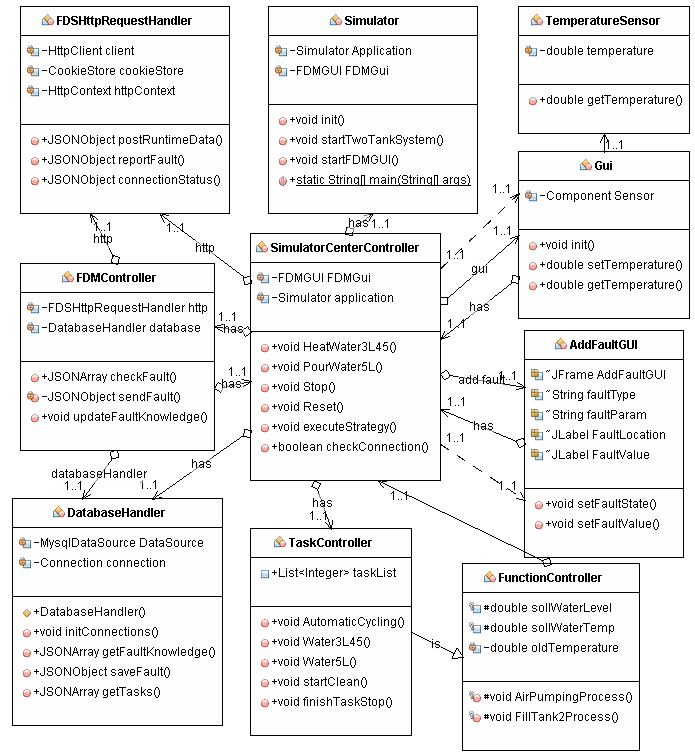 FDSHttpRequestHandler
-HttpClient client
-CookieStore cookieStore
-HttpContext httpContext
+JSONObject postRuntimeData()
+JSONObject reportFault()
+JSONObject connectionStatus()
Simulator
-Simulator Application
-FDMGUI FDMGui
+void init()
+void startTwoTankSystem()
+void startFDMGUI()
+static String[] main(String[] args)
TemperatureSensor
-double temperature
+double getTemperature()
1..1
Gui
-Component Sensor
+void init()
+double setTemperature()
+double getTemperature()
1..1
http
1..1
http
1..1
has
1..1
1..1
gui
1..1
has
1..1
SimulatorCenterController
-FDMGUI FDMGui
-Simulator application
+void HeatWater3L45()
+void PourWater5L()
+void Stop()
+void Reset()
+void executeStrategy()
+boolean checkConnection()
FDMController
-FDSHttpRequestHandler http
-DatabaseHandler database
+JSONArray checkFault()
+JSONObject sendFault()
+void updateFaultKnowledge()
1..1
has
1..1
has
AddFaultGUI
~JFrame AddFaultGUI
~String faultType
~String faultParam
~JLabel FaultLocation
~JLabel FaultValue
+void setFaultState()
+void setFaultValue()
add fault
1..1
1..1
has
1..1
1..1
databaseHandler
1..1
has
1..1
has
1..1
1..1
DatabaseHandler
-MysqlDataSource DataSource
-Connection connection
+DatabaseHandler()
+void initConnections()
+JSONArray getFaultKnowledge()
+JSONObject saveFault()
+JSONArray getTasks()
TaskController
+List<Integer> taskList
+void AutomaticCycling()
+void Water3L45()
+void Water5L()
+void startClean()
+void finishTaskStop()
is
FunctionController
#double sollWaterLevel
#double sollWaterTemp
-double oldTemperature
#void AirPumpingProcess()
#void FillTank2Process()